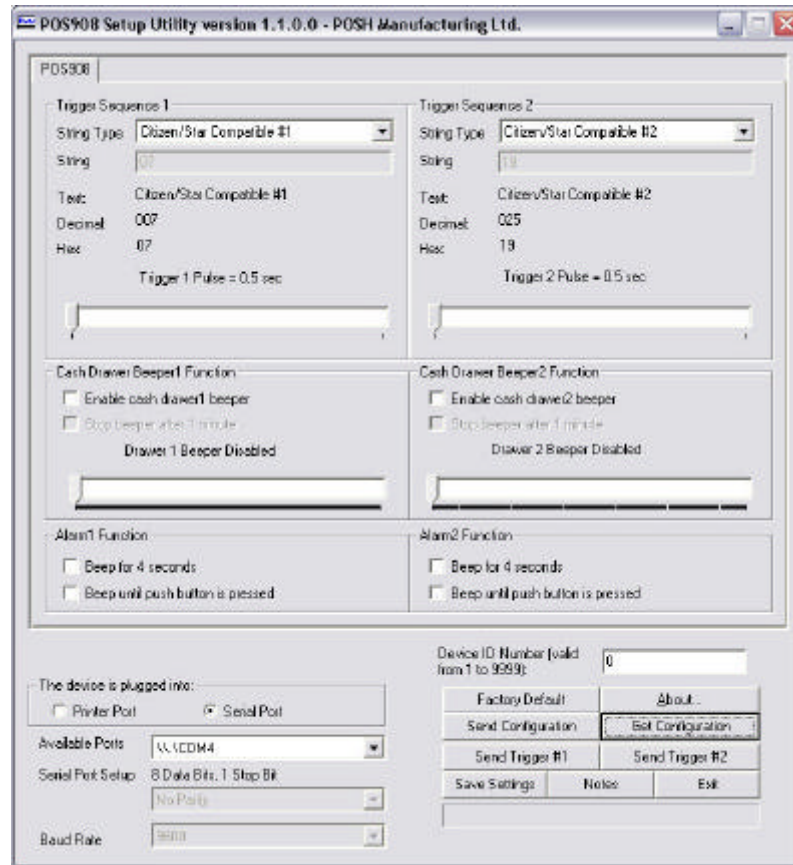 POS908 Setup Utility version 1.1.0.0 - POSH Manufacturing Ltd.
POS908
Trigger Sequence 1
String Type Citizen/Star Compatible #1
String 07
Text: Citizen/Star Compatible #1
Decimal: 007
Hex: 07
Trigger 1 Pulse = 0.5 sec
Trigger Sequence 2
String Type Citizen/Star Compatible #2
String 19
Text: Citizen/Star Compatible #2
Decimal: 025
Hex: 19
Trigger 2 Pulse = 0.5 sec
Cash Drawer Beeper1 Function
Enable cash drawer1 beeper
Stop beeper after 1 minute
Drawer 1 Beeper Disabled
Cash Drawer Beeper2 Function
Enable cash drawer2 beeper
Stop beeper after 1 minute
Drawer 2 Beeper Disabled
Alarm1 Function
Beep for 4 seconds
Beep until push button is pressed
Alarm2 Function
Beep for 4 seconds
Beep until push button is pressed
The device is plugged into:
Printer Port Serial Port
Available Ports \\.\COM4
Serial Port Setup 8 Data Bits, 1 Stop Bit
No Parity
Baud Rate 9600
Device ID Number (valid
from 1 to 9999): 0
Factory Default About...
Send Configuration Get Configuration
Send Trigger #1 Send Trigger #2
Save Settings Notes Exit